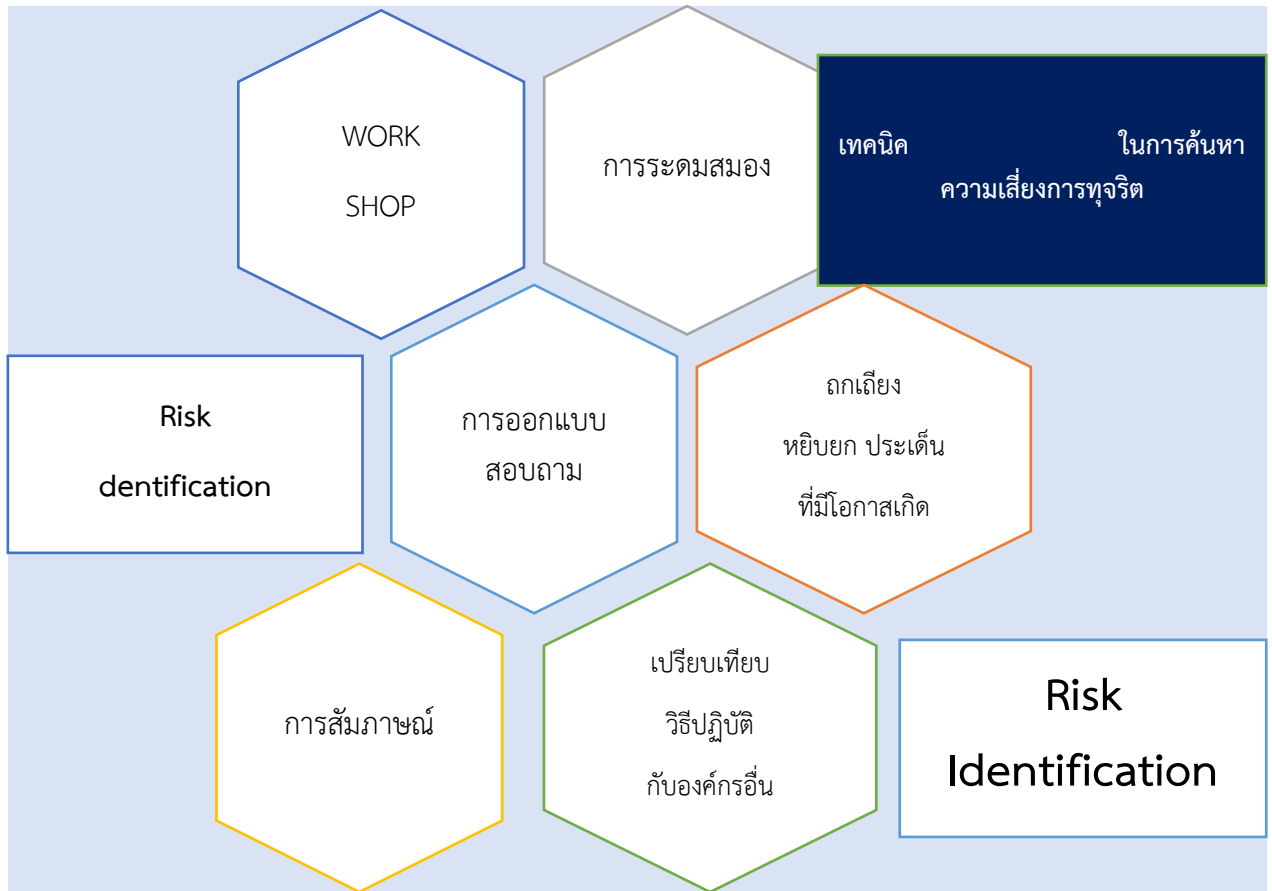 WORK
SHOP
การระดมสมอง
เทคนิค ในการค้นหา
ความเสี่ยงการทุจริต
Risk
dentification
การออกแบบ
สอบถาม
ถกเถียง
หยิบยก ประเด็น
ที่มีโอกาสเกิด
การสัมภาษณ์
เปรียบเทียบ
วิธีปฏิบัติ
กับองค์กรอื่น
Risk
Identification